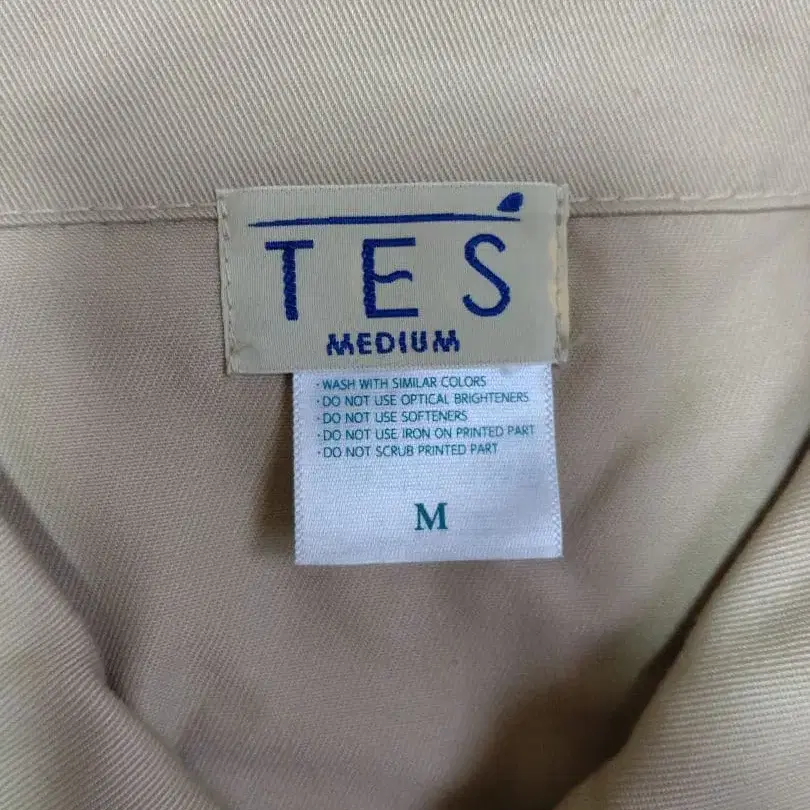 TES
MEDIUM
· WASH WITH SIMILAR COLORS
· DO NOT USE OPTICAL BRIGHTENERS
· DO NOT USE SOFTENERS
· DO NOT USE IRON ON PRINTED PART
· DO NOT SCRUB PRINTED PART
M